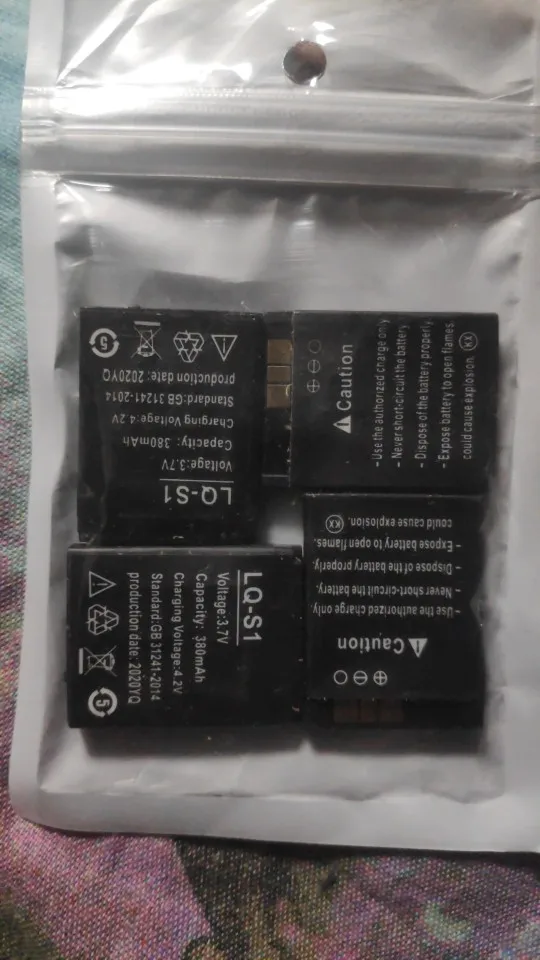 LQ-S1
Voltage:3.7V
Capacity: 380mAh
Charging Voltage:4.2V
Standard:GB 31241-2014
production date: 2020YQ
5
Caution
- Use the authorized charge only
- Never short-circuit the battery
- Dispose of the battery properly
- Expose battery to open flames.
could cause explosion.
KX
LQ-S1
Voltage:3.7V
Capacity: 380mAh
Charging Voltage:4.2V
Standard:GB 31241-2014
production date: 2020YQ
5
Caution
- Use the authorized charge only.
Never short-circuit the battery.
- Dispose of the battery properly.
- Expose battery to open flames.
could cause explosion.
KX